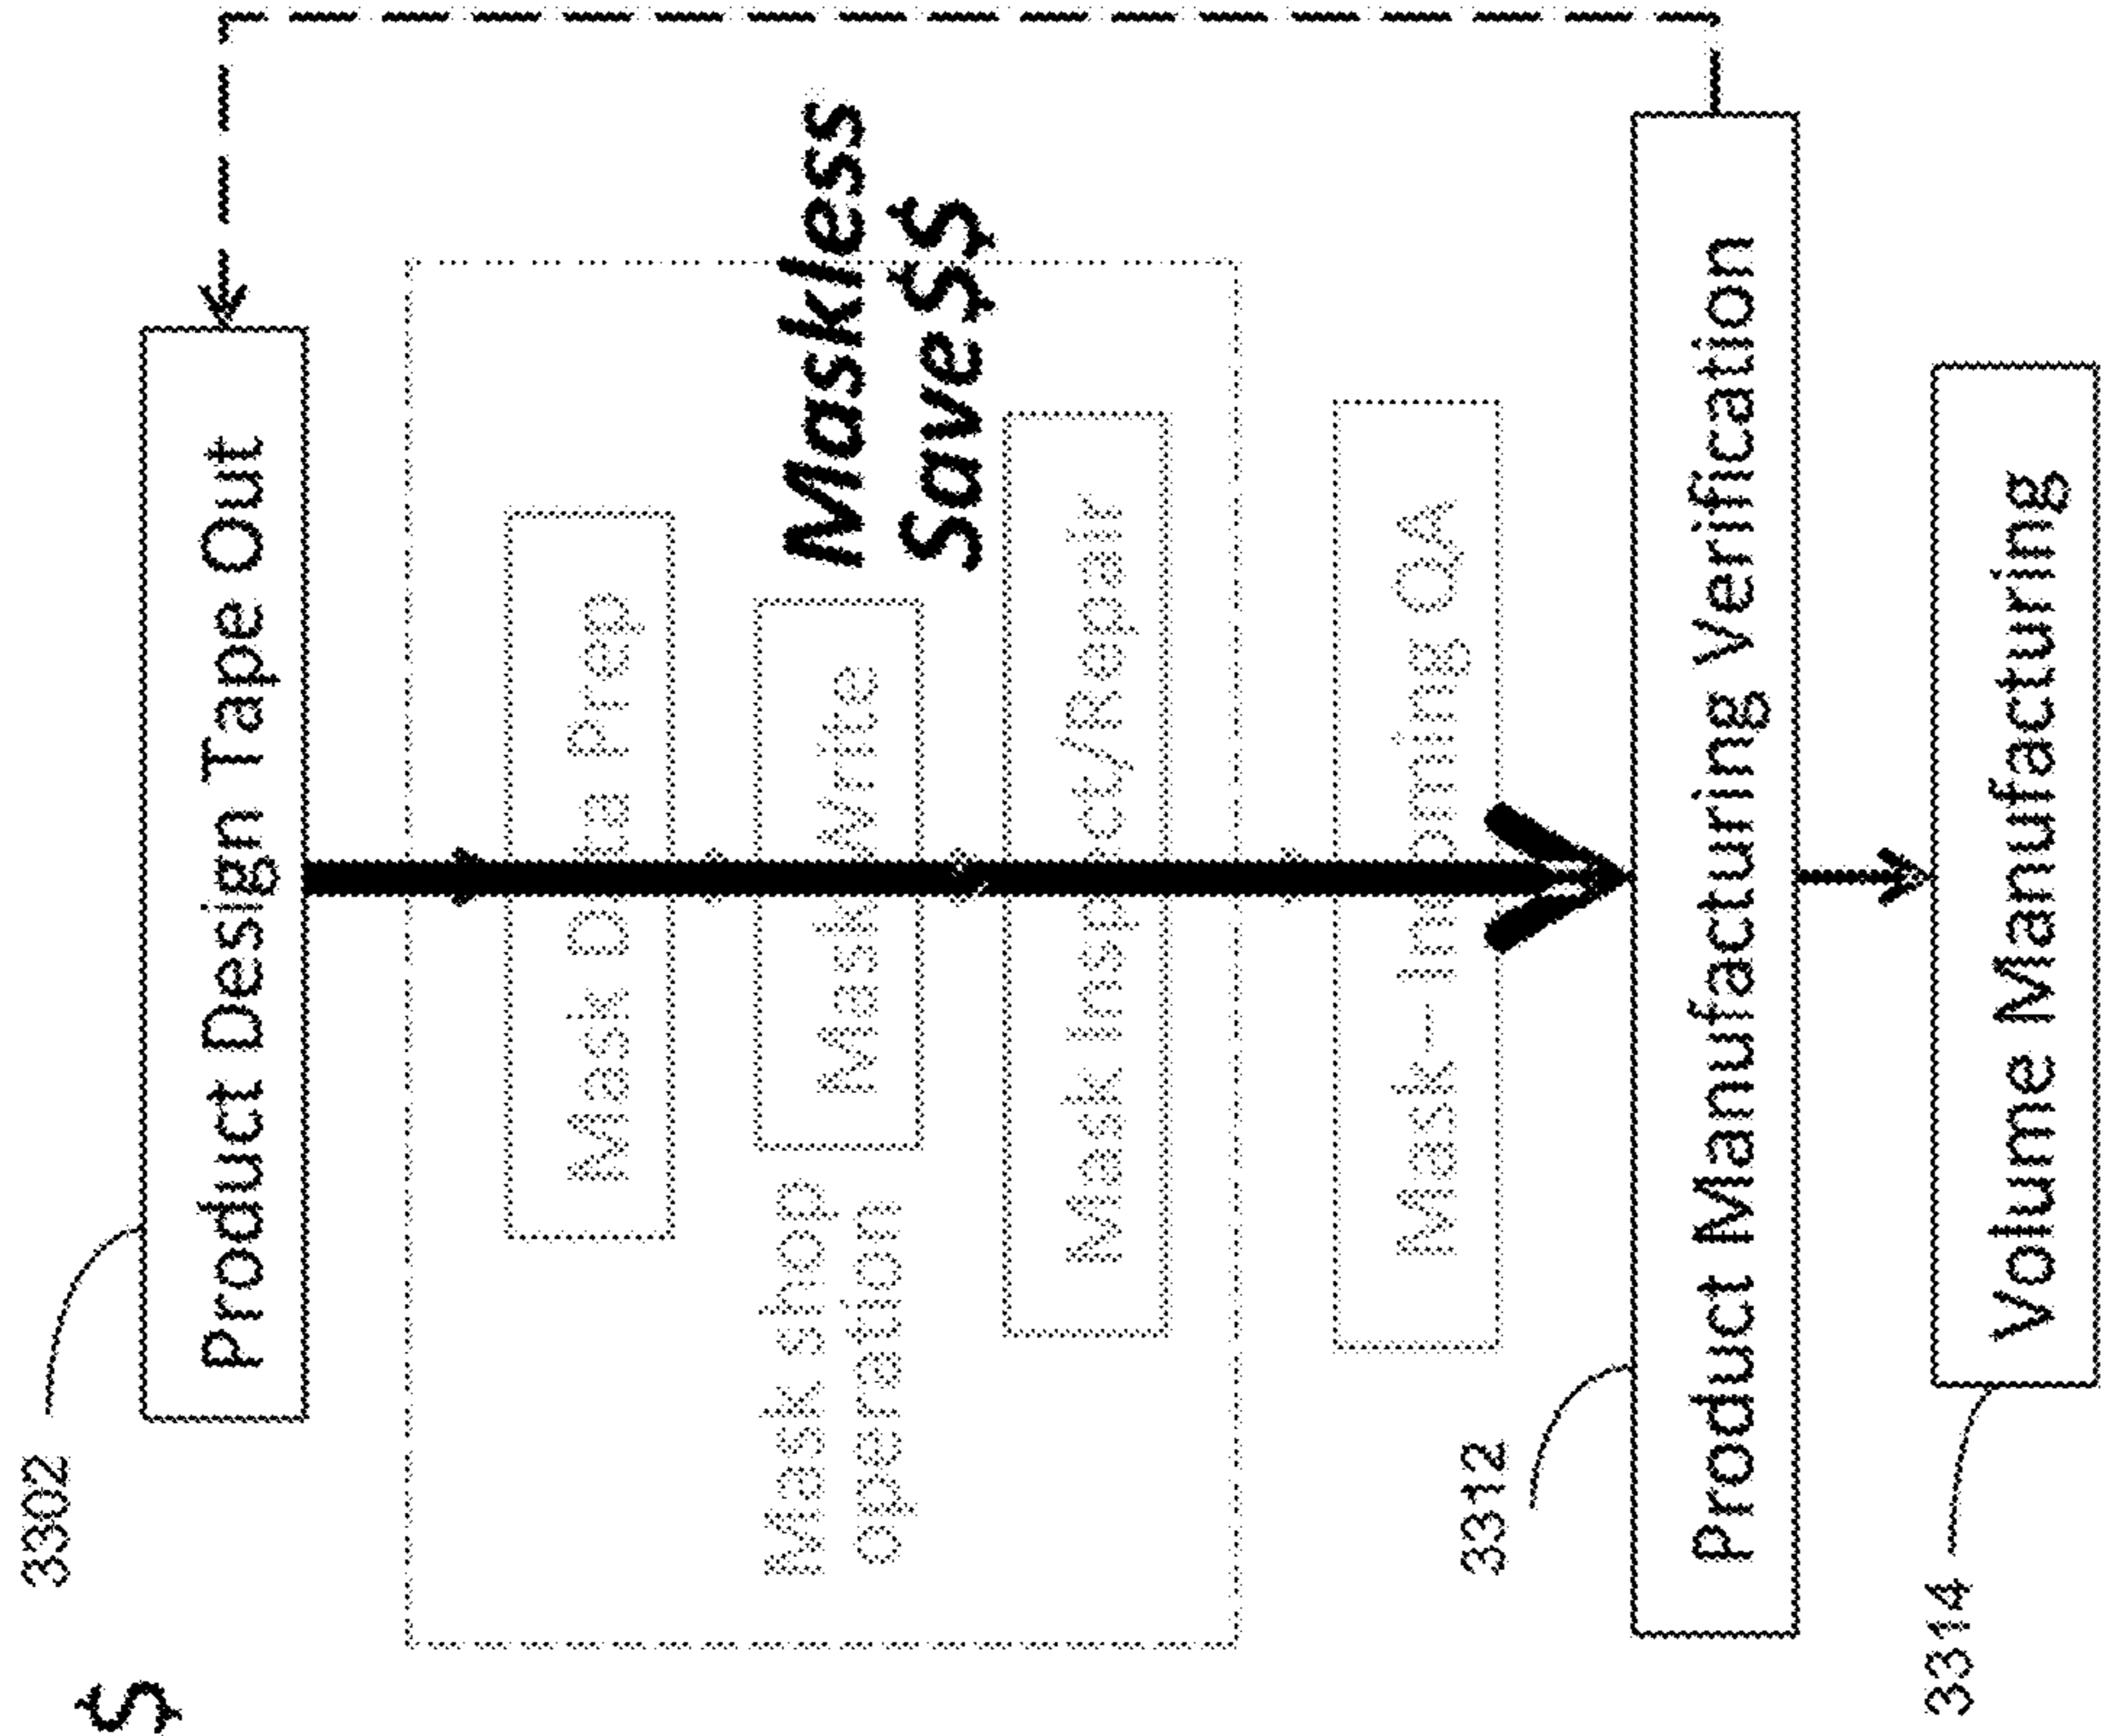 $
3302
Product Design Tape Out
Mask Data Prep
Mask shop
operation
Mask Write
Maskless
Save $$
Mask Inspect/Repair
Mask– Incoming QA
3312
Product Manufacturing Verification
3314
Volume Manufacturing